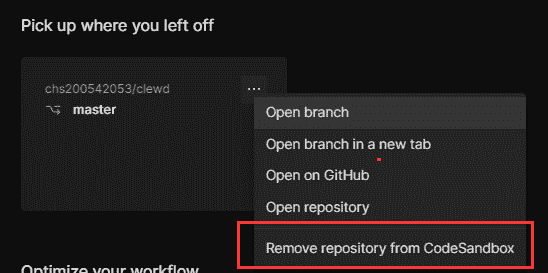 Pick up where you left off
chs200542053/clewd
...
master
Open branch
Open branch in a new tab
Open on GitHub
Open repository
Remove repository from CodeSandbox
Optimize your workflow